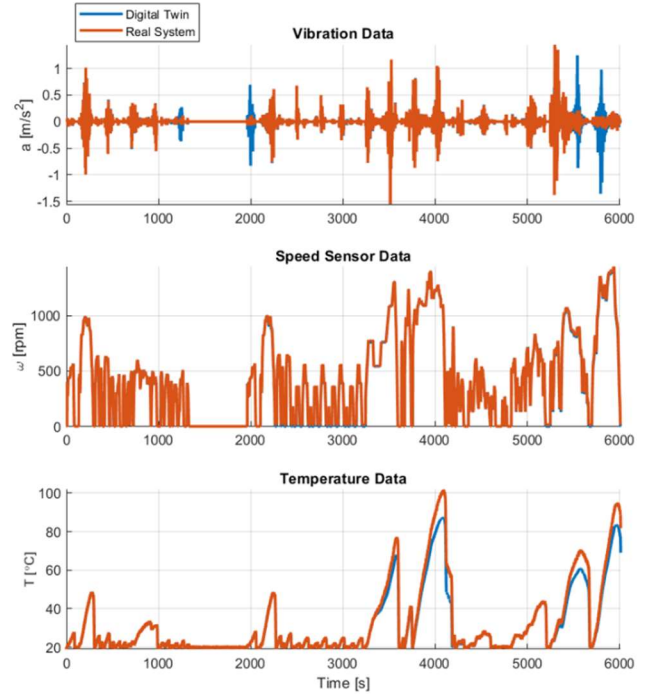 Digital Twin
Real System
Vibration Data
a [m/s²]
1
0.5
0
-0.5
-1
-1.5
0 1000 2000 3000 4000 5000 6000
Speed Sensor Data
ω [rpm]
1000
500
0
0 1000 2000 3000 4000 5000 6000
Temperature Data
T [°C]
100
80
60
40
20
0 1000 2000 3000 4000 5000 6000
Time [s]